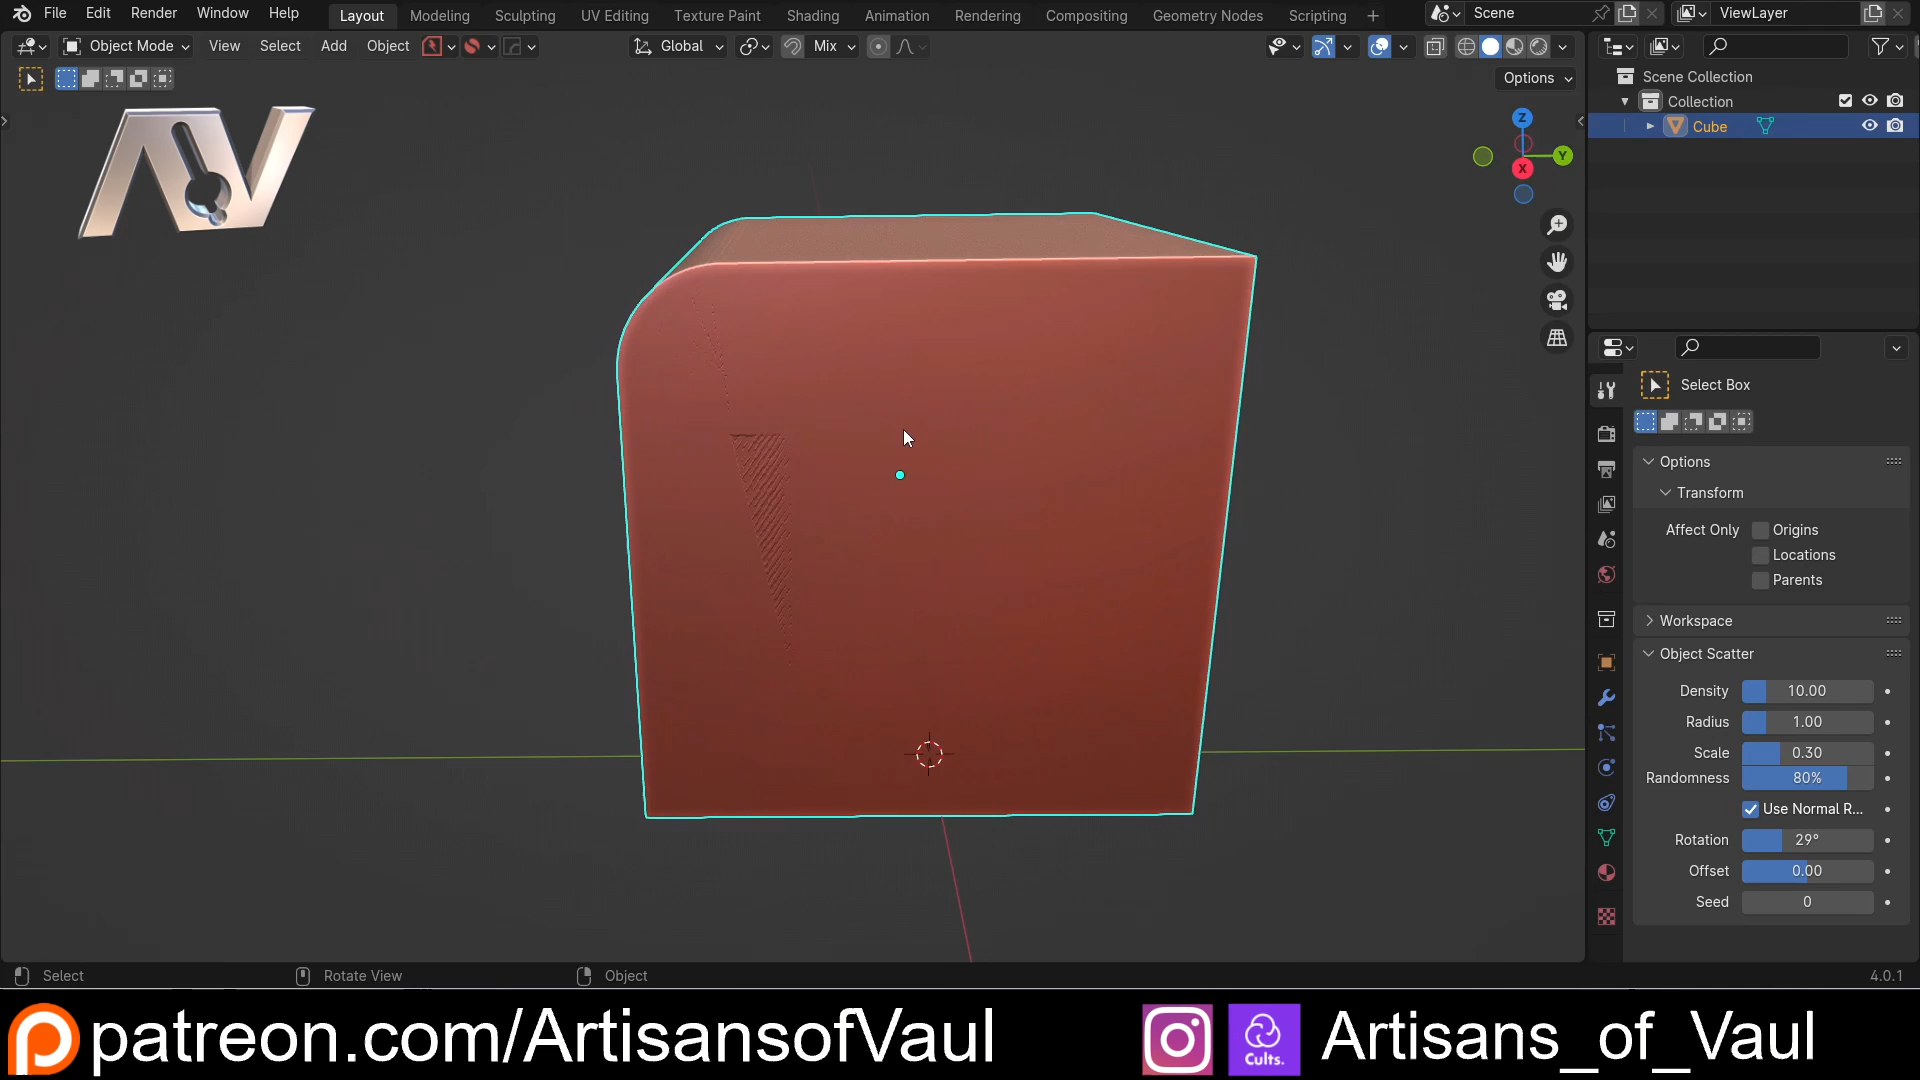 File Edit Render Window Help Layout Modeling Sculpting UV Editing Texture Paint Shading Animation Rendering Compositing Geometry Nodes Scripting + Scene ViewLayer
Object Mode View Select Add Object Global Mix
Options
Z
Y
X
AV
Scene Collection
Collection
Cube
Select Box
Options
Transform
Affect Only Origins
Locations
Parents
Workspace
Object Scatter
Density 10.00
Radius 1.00
Scale 0.30
Randomness 80%
Use Normal R...
Rotation 29°
Offset 0.00
Seed 0
Select Rotate View Object 4.0.1
patreon.com/ArtisansofVaul Cults. Artisans_of_Vaul